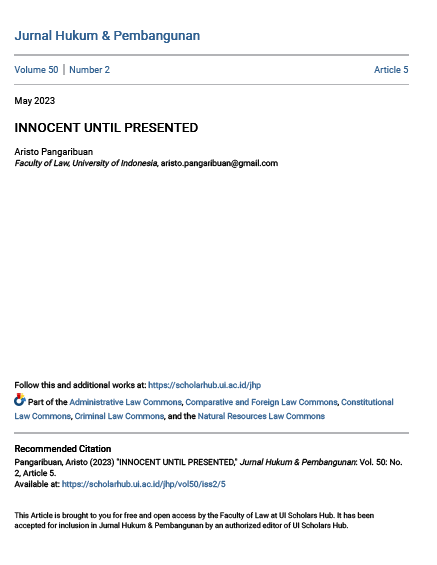 Jurnal Hukum & Pembangunan
Volume 50 | Number 2 Article 5
May 2023
INNOCENT UNTIL PRESENTED
Aristo Pangaribuan
Faculty of Law, University of Indonesia, aristo.pangaribuan@gmail.com
Follow this and additional works at: https://scholarhub.ui.ac.id/jhp
Part of the Administrative Law Commons, Comparative and Foreign Law Commons, Constitutional
Law Commons, Criminal Law Commons, and the Natural Resources Law Commons
Recommended Citation
Pangaribuan, Aristo (2023) "INNOCENT UNTIL PRESENTED," Jurnal Hukum & Pembangunan: Vol. 50: No.
2, Article 5.
Available at: https://scholarhub.ui.ac.id/jhp/vol50/iss2/5
This Article is brought to you for free and open access by the Faculty of Law at UI Scholars Hub. It has been
accepted for inclusion in Jurnal Hukum & Pembangunan by an authorized editor of UI Scholars Hub.